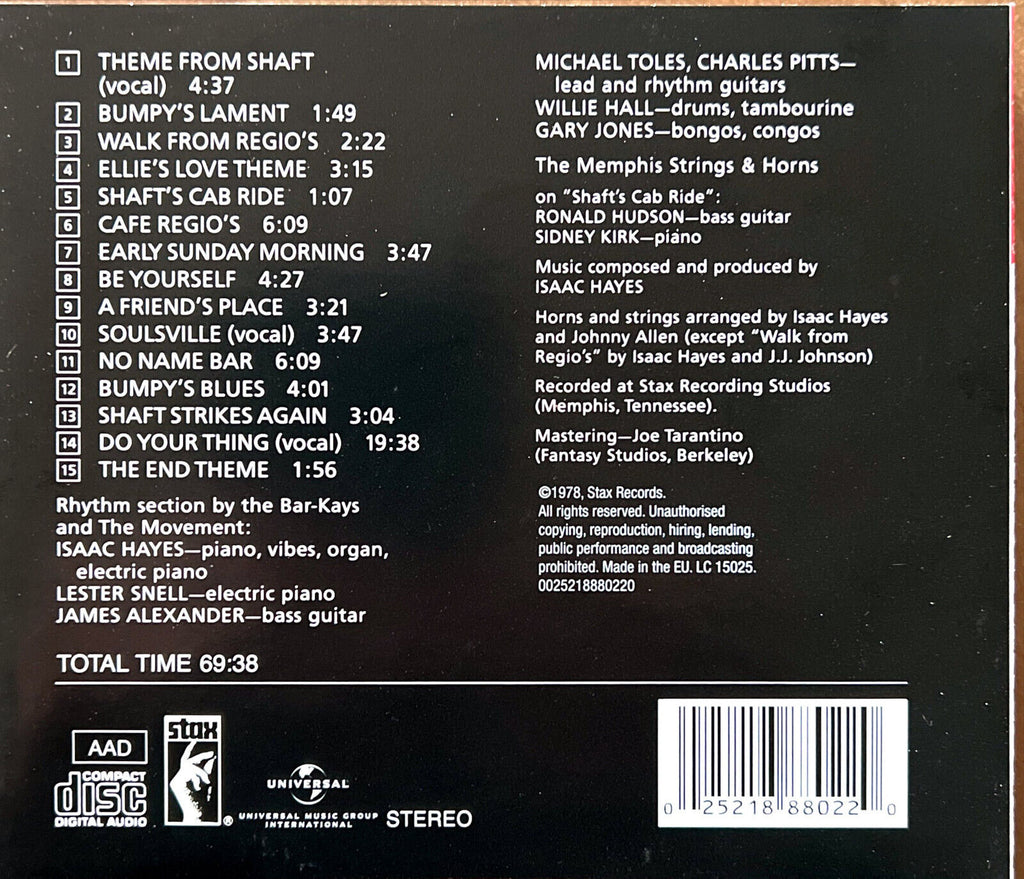 1 THEME FROM SHAFT
(vocal) 4:37
2 BUMPY'S LAMENT 1:49
3 WALK FROM REGIO'S 2:22
4 ELLIE'S LOVE THEME 3:15
5 SHAFT'S CAB RIDE 1:07
6 CAFE REGIO'S 6:09
7 EARLY SUNDAY MORNING 3:47
8 BE YOURSELF 4:27
9 A FRIEND'S PLACE 3:21
10 SOULSVILLE (vocal) 3:47
11 NO NAME BAR 6:09
12 BUMPY'S BLUES 4:01
13 SHAFT STRIKES AGAIN 3:04
14 DO YOUR THING (vocal) 19:38
15 THE END THEME 1:56
Rhythm section by the Bar-Kays
and The Movement:
ISAAC HAYES—piano, vibes, organ,
electric piano
LESTER SNELL—electric piano
JAMES ALEXANDER—bass guitar
MICHAEL TOLES, CHARLES PITTS—
lead and rhythm guitars
WILLIE HALL—drums, tambourine
GARY JONES—bongos, congos
The Memphis Strings & Horns
on "Shaft's Cab Ride":
RONALD HUDSON—bass guitar
SIDNEY KIRK—piano
Music composed and produced by
ISAAC HAYES
Horns and strings arranged by Isaac Hayes
and Johnny Allen (except "Walk from
Regio's" by Isaac Hayes and J.J. Johnson)
Recorded at Stax Recording Studios
(Memphis, Tennessee).
Mastering—Joe Tarantino
(Fantasy Studios, Berkeley)
©1978, Stax Records.
All rights reserved. Unauthorised
copying, reproduction, hiring, lending,
public performance and broadcasting
prohibited. Made in the EU. LC 15025.
0025218880220
TOTAL TIME 69:38
AAD
COMPACT
disc
DIGITAL AUDIO
stax
®
UNIVERSAL
UNIVERSAL MUSIC GROUP
INTERNATIONAL
STEREO
0 25218 88022 0